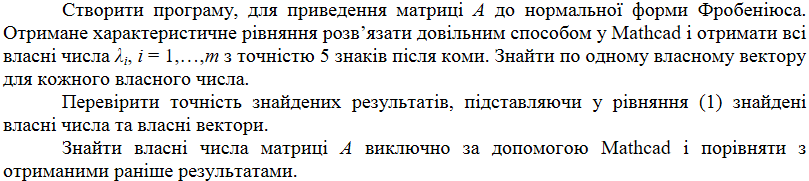 Створити програму, для приведення матриці A до нормальної форми Фробеніюса.
Отримане характеристичне рівняння розв’язати довільним способом у Mathcad і отримати всі
власні числа λi, i = 1,…,m з точністю 5 знаків після коми. Знайти по одному власному вектору
для кожного власного числа.
Перевірити точність знайдених результатів, підставляючи у рівняння (1) знайдені
власні числа та власні вектори.
Знайти власні числа матриці A виключно за допомогою Mathcad і порівняти з
отриманими раніше результатами.